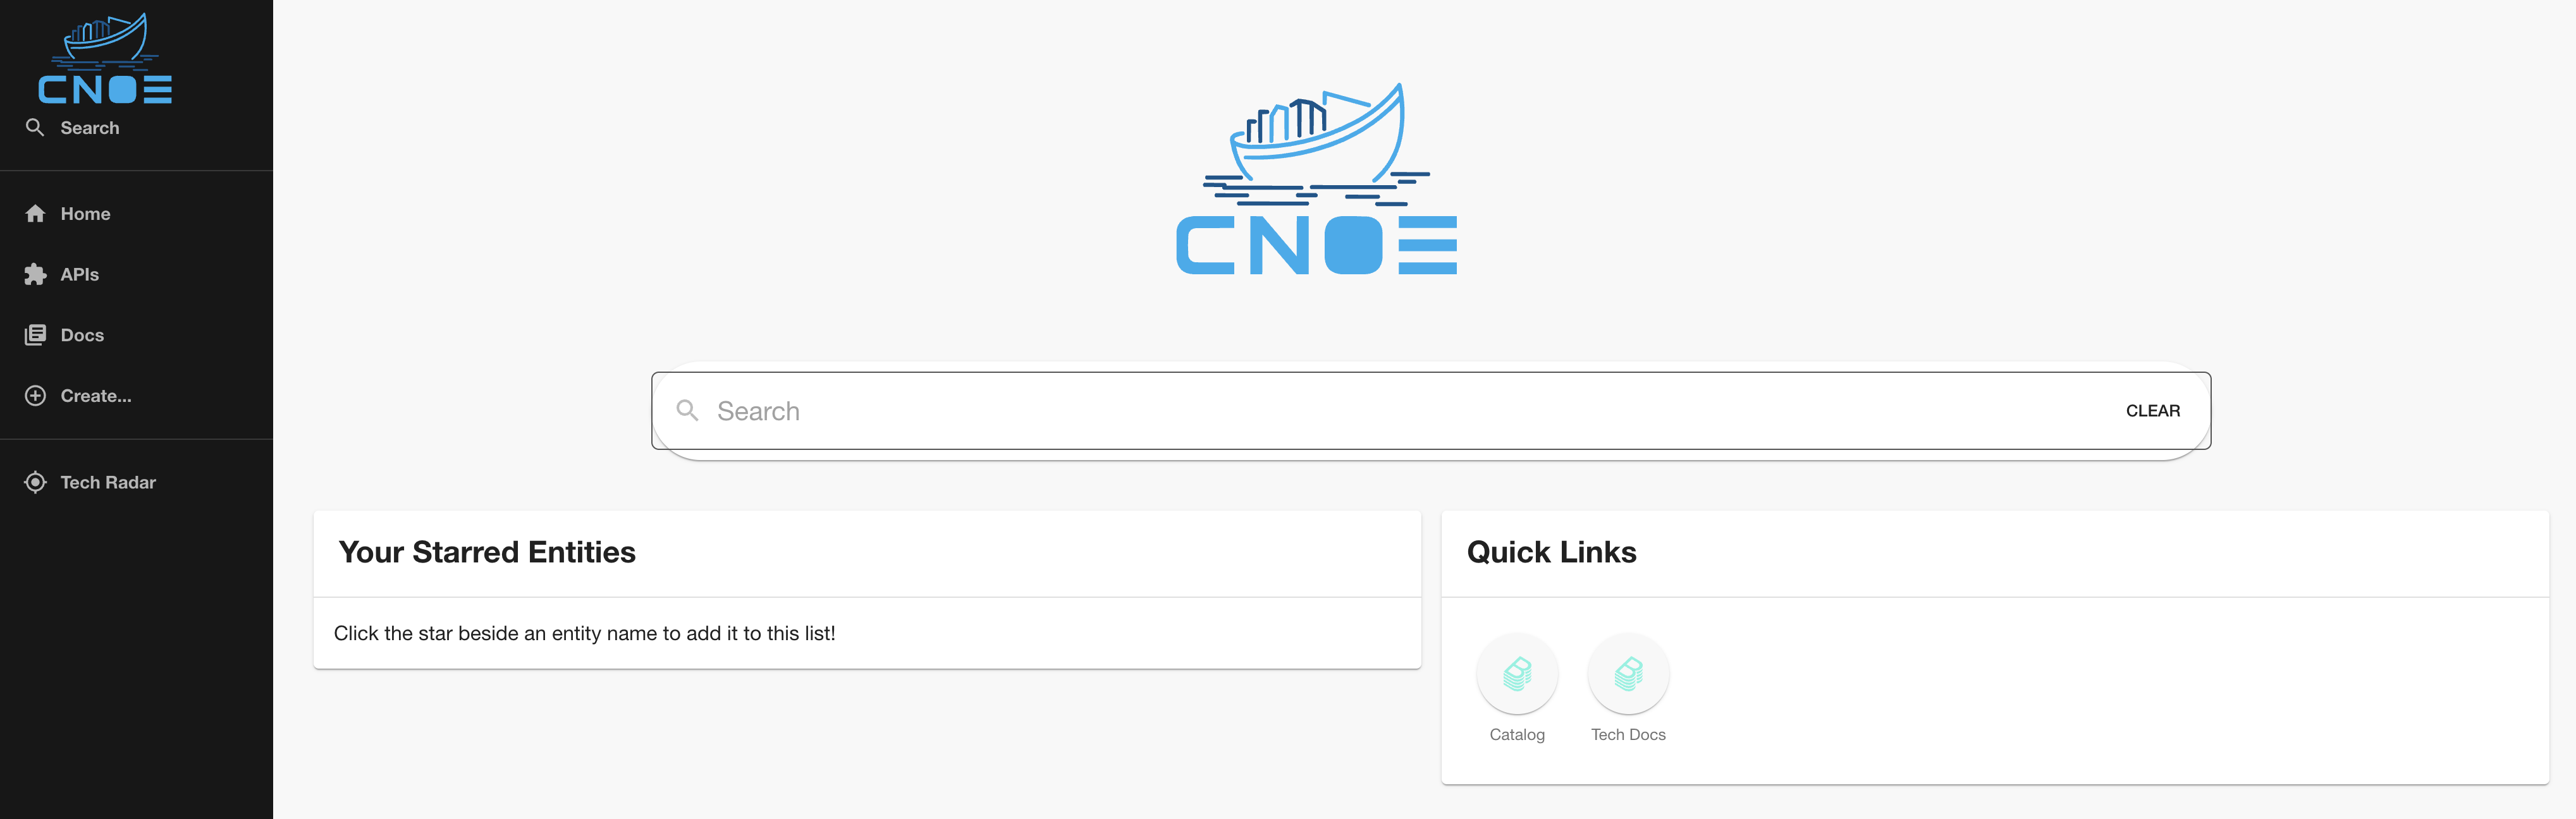 CNOE
Search
Home
APIs
Docs
Create...
Tech Radar
CNOE
Search
CLEAR
Your Starred Entities
Click the star beside an entity name to add it to this list!
Quick Links
Catalog
Tech Docs